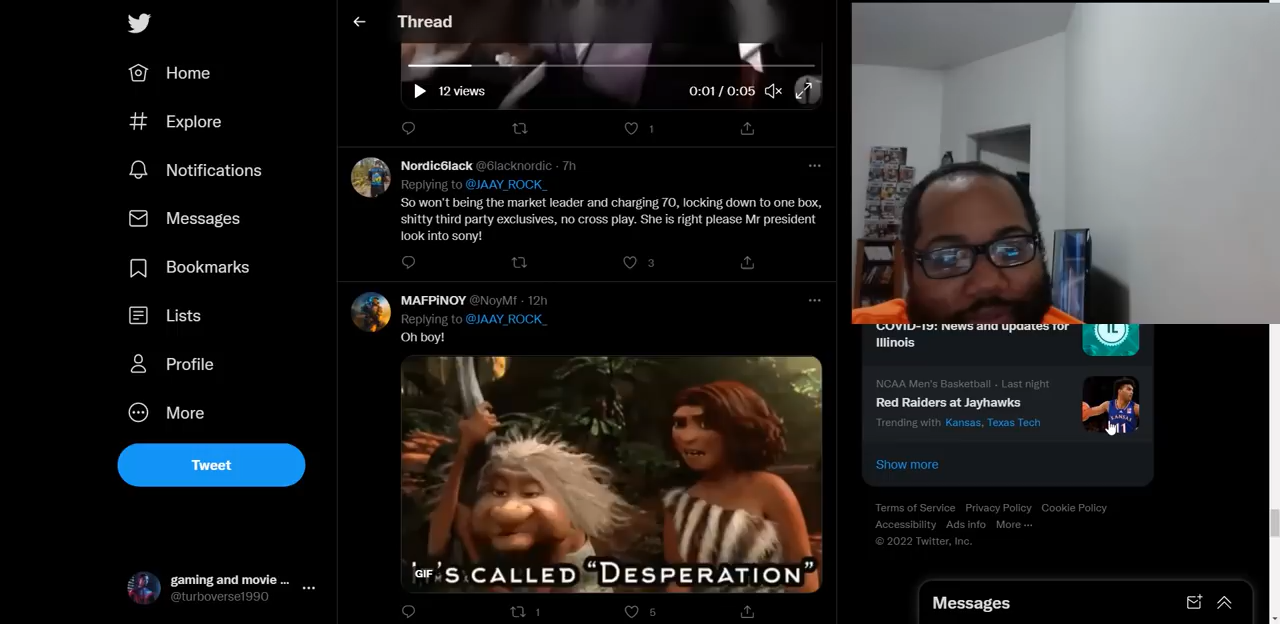 Thread
Home
Explore
Notifications
Messages
Bookmarks
Lists
Profile
More
Tweet
gaming and movie ...
@turboverse1990
12 views
0:01 / 0:05
1
Nordic6lack @6lacknordic · 7h
Replying to @JAAY_ROCK_
So won't being the market leader and charging 70, locking down to one box,
shitty third party exclusives, no cross play. She is right please Mr president
look into sony!
3
MAFPiNOY @NoyMf · 12h
Replying to @JAAY_ROCK_
Oh boy!
GIF
'S CALLED "DESPERATION"
1
5
COVID-19: News and updates for
Illinois
IL
NCAA Men's Basketball · Last night
Red Raiders at Jayhawks
Trending with Kansas, Texas Tech
KANSAS
11
Show more
Terms of Service Privacy Policy Cookie Policy
Accessibility Ads info More ···
© 2022 Twitter, Inc.
Messages